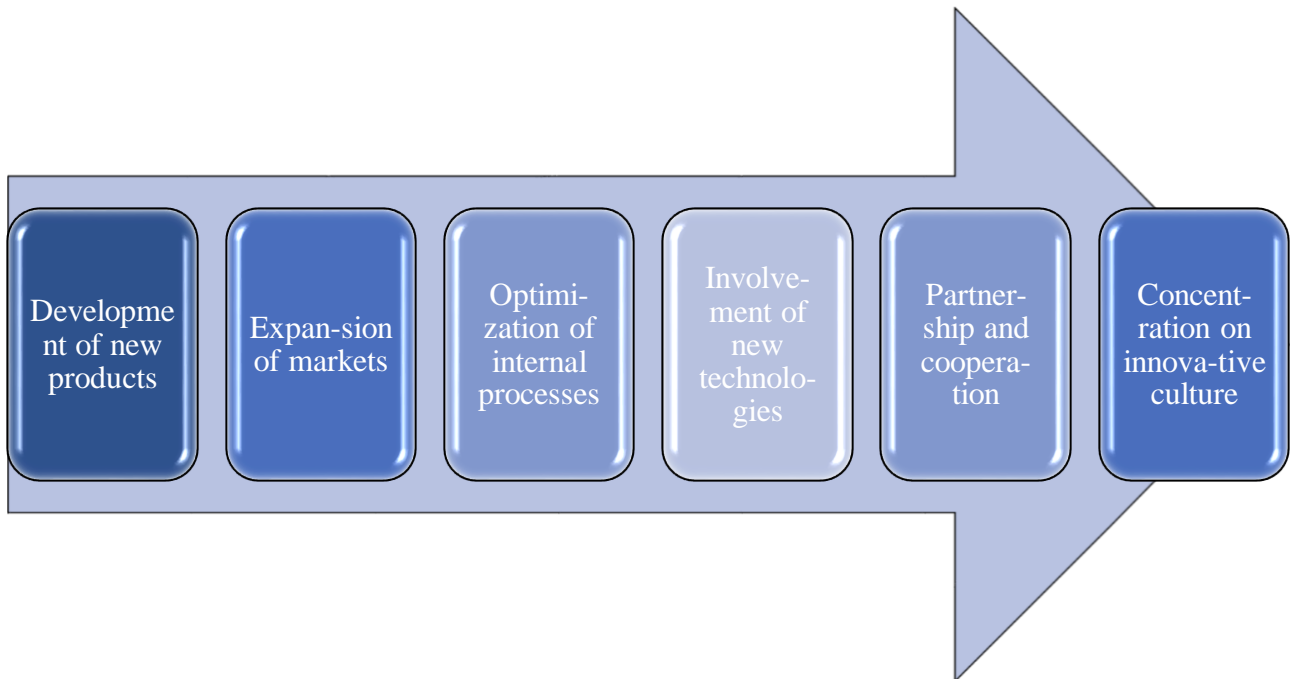 Developme
nt of new
products
Expan-sion
of markets
Optimi-
zation of
internal
processes
Involve-
ment of
new
technolo-
gies
Partner-
ship and
coopera-
tion
Concent-
ration on
innova-tive
culture